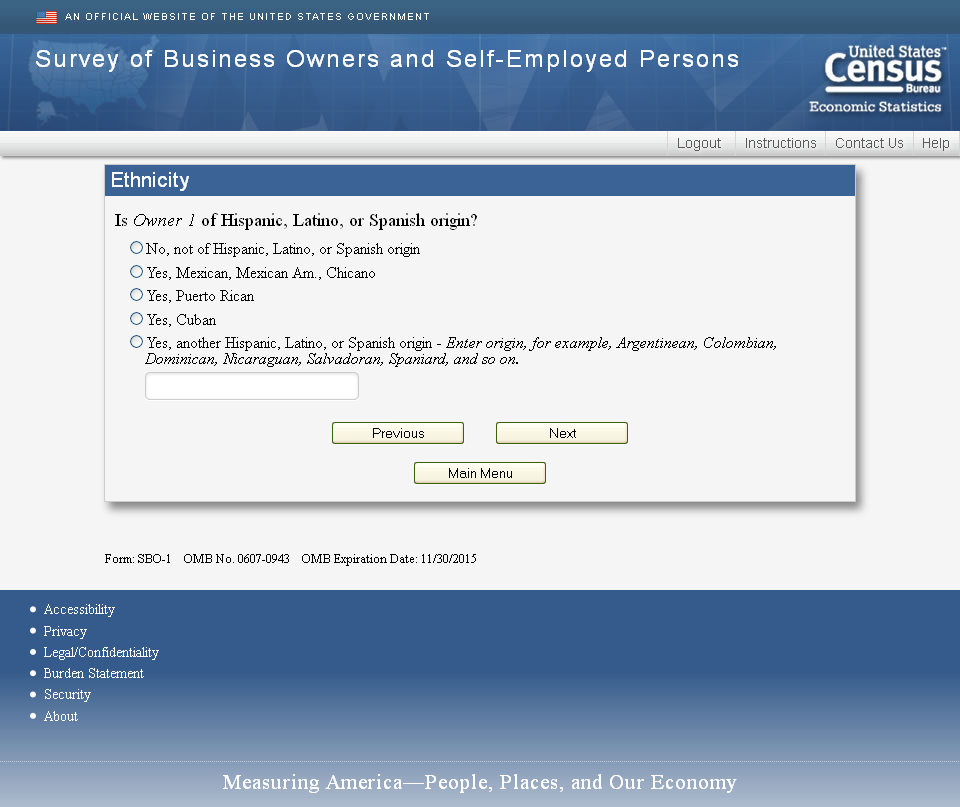 AN OFFICIAL WEBSITE OF THE UNITED STATES GOVERNMENT
Survey of Business Owners and Self-Employed Persons
United States™
Census
Bureau
Economic Statistics
Logout Instructions Contact Us Help
Ethnicity
Is Owner 1 of Hispanic, Latino, or Spanish origin?
No, not of Hispanic, Latino, or Spanish origin
Yes, Mexican, Mexican Am., Chicano
Yes, Puerto Rican
Yes, Cuban
Yes, another Hispanic, Latino, or Spanish origin - Enter origin, for example, Argentinean, Colombian,
Dominican, Nicaraguan, Salvadoran, Spaniard, and so on.
Previous Next
Main Menu
Form: SBO-1 OMB No. 0607-0943 OMB Expiration Date: 11/30/2015
Accessibility
Privacy
Legal/Confidentiality
Burden Statement
Security
About
Measuring America—People, Places, and Our Economy